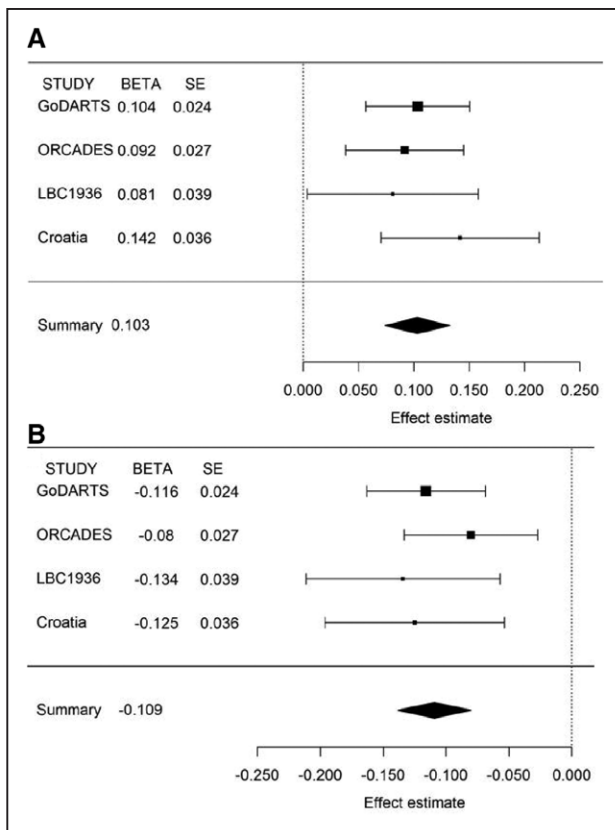 A
STUDY BETA SE
GoDARTS 0.104 0.024
ORCADES 0.092 0.027
LBC1936 0.081 0.039
Croatia 0.142 0.036
Summary 0.103
0.000 0.050 0.100 0.150 0.200 0.250
Effect estimate
B
STUDY BETA SE
GoDARTS -0.116 0.024
ORCADES -0.08 0.027
LBC1936 -0.134 0.039
Croatia -0.125 0.036
Summary -0.109
-0.250 -0.200 -0.150 -0.100 -0.050 0.000
Effect estimate